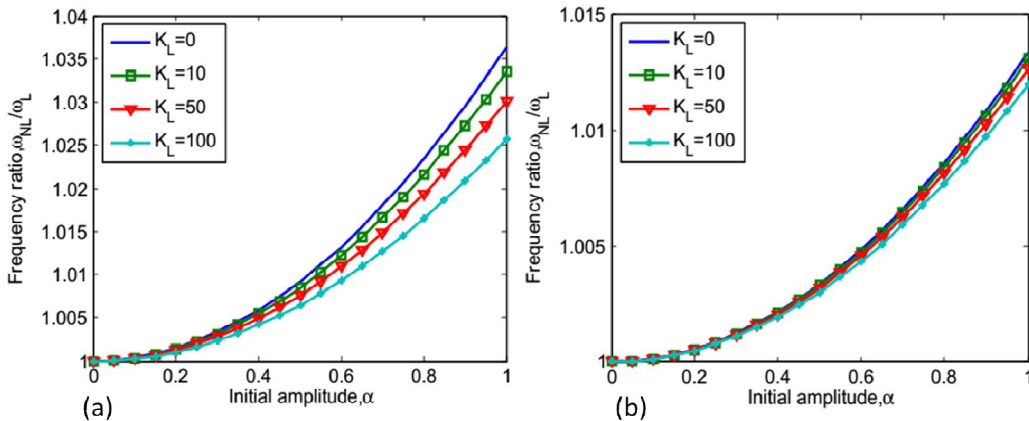 1.04
1.035
1.03
1.025
1.02
1.015
1.01
1.005
1
Frequency ratio,ω_NL/ω_L
K_L=0
K_L=10
K_L=50
K_L=100
0
0.2
0.4
0.6
0.8
1
Initial amplitude,α
(a)
1.015
1.01
1.005
1
Frequency ratio,ω_NL/ω_L
K_L=0
K_L=10
K_L=50
K_L=100
0
0.2
0.4
0.6
0.8
1
Initial amplitude,α
(b)